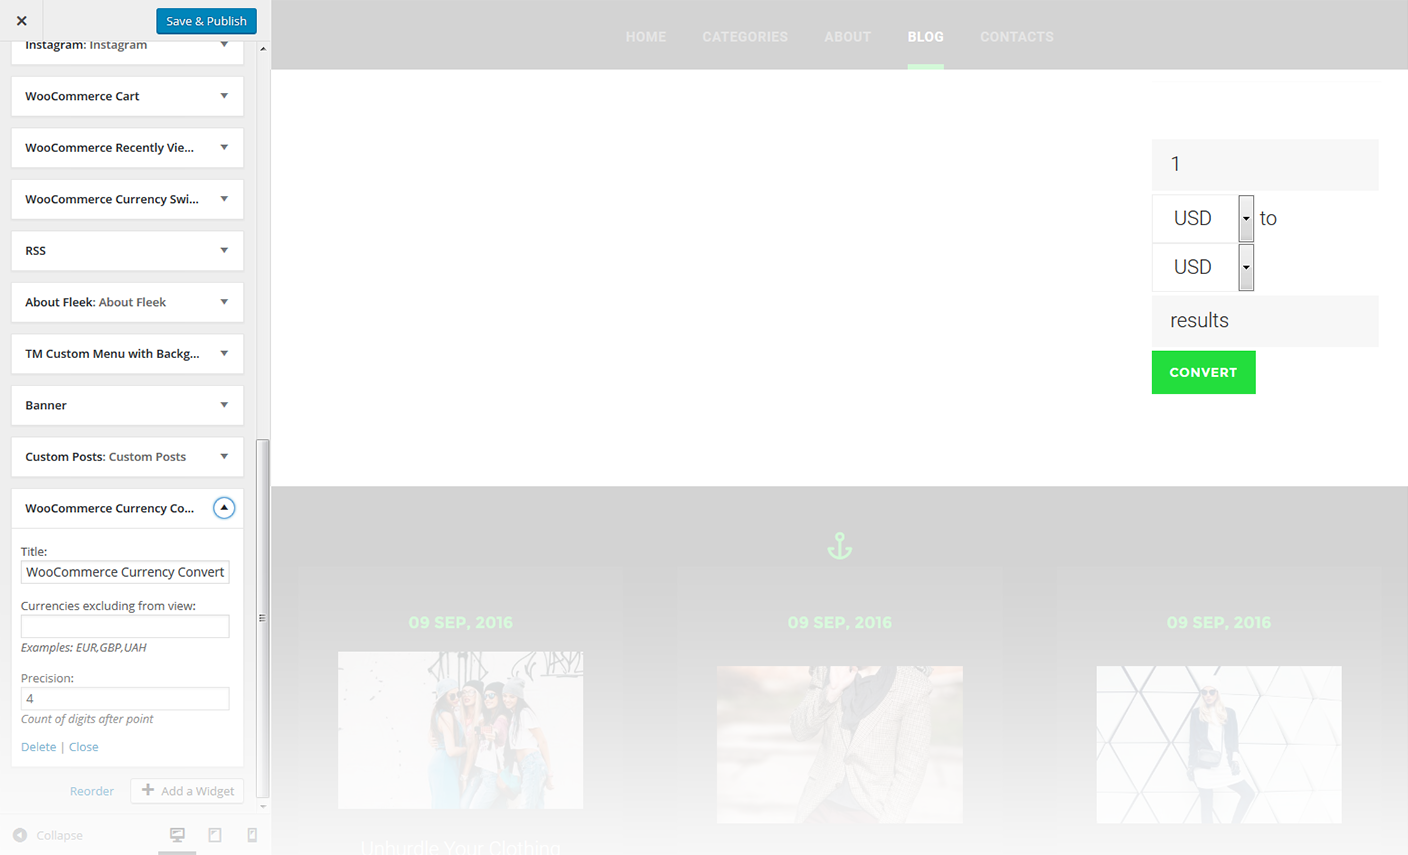 Save & Publish
Instagram: Instagram
WooCommerce Cart
WooCommerce Recently Vie...
WooCommerce Currency Swi...
RSS
About Fleek: About Fleek
TM Custom Menu with Backg...
Banner
Custom Posts: Custom Posts
WooCommerce Currency Co...
Title:
WooCommerce Currency Convert
Currencies excluding from view:
Examples: EUR,GBP,UAH
Precision:
4
Count of digits after point
Delete | Close
Reorder
Add a Widget
Collapse
HOME CATEGORIES ABOUT BLOG CONTACTS
1
USD to
USD
results
CONVERT
09 SEP, 2016 09 SEP, 2016 09 SEP, 2016
Unhurdle Your Clothing